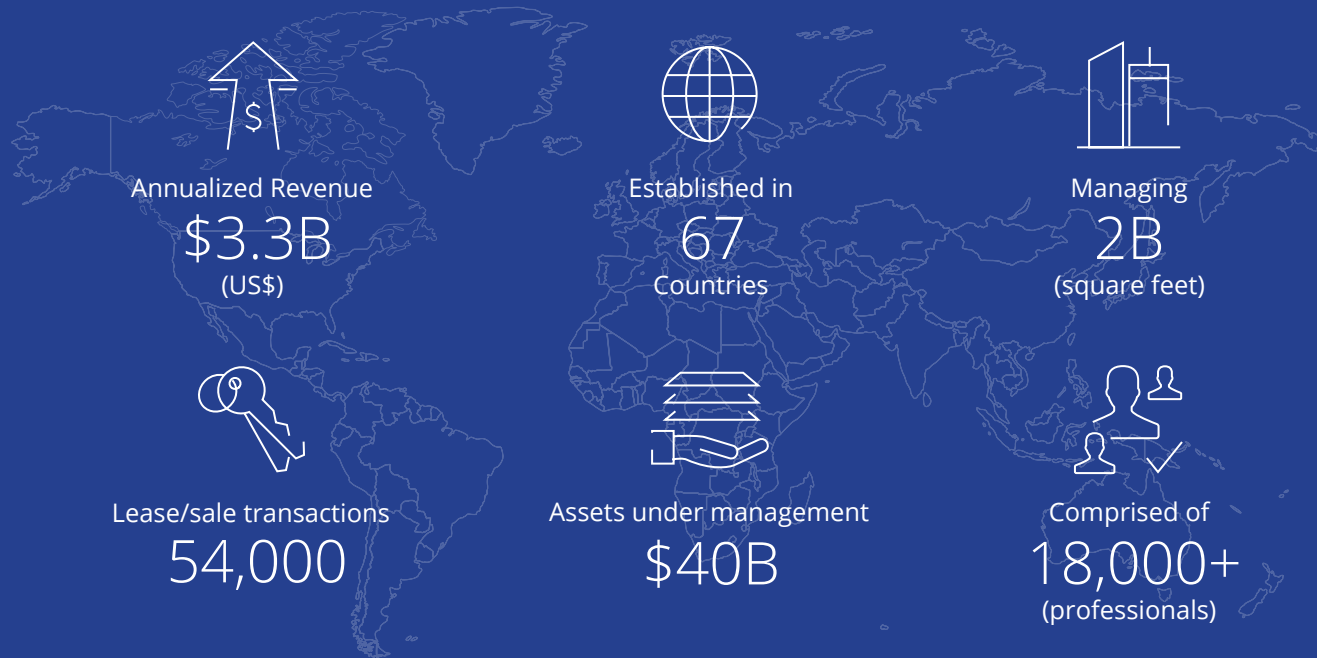 $
Annualized Revenue
$3.3B
(US$)
Established in
67
Countries
Managing
2B
(square feet)
Lease/sale transactions
54,000
Assets under management
$40B
Comprised of
18,000+
(professionals)